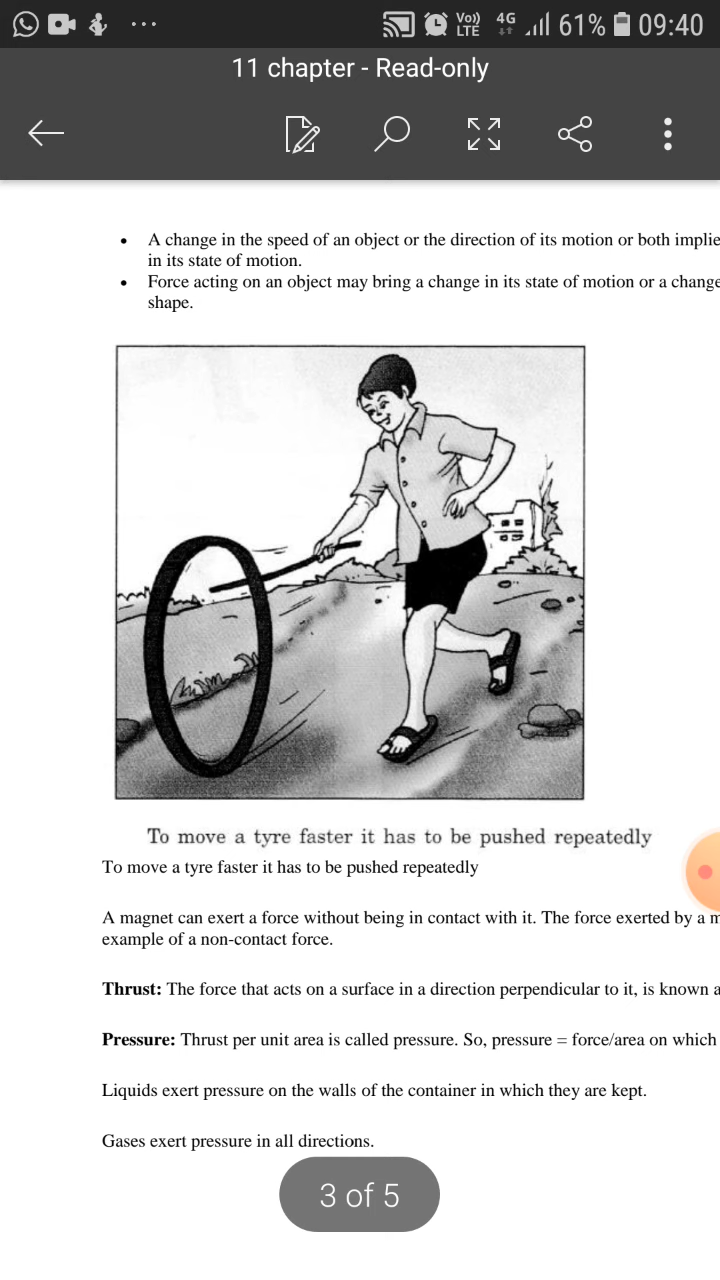 Vo))
LTE
4G
61%
09:40
11 chapter - Read-only
• A change in the speed of an object or the direction of its motion or both implie
in its state of motion.
• Force acting on an object may bring a change in its state of motion or a change
shape.
To move a tyre faster it has to be pushed repeatedly
To move a tyre faster it has to be pushed repeatedly
A magnet can exert a force without being in contact with it. The force exerted by a m
example of a non-contact force.
Thrust: The force that acts on a surface in a direction perpendicular to it, is known a
Pressure: Thrust per unit area is called pressure. So, pressure = force/area on which
Liquids exert pressure on the walls of the container in which they are kept.
Gases exert pressure in all directions.
3 of 5